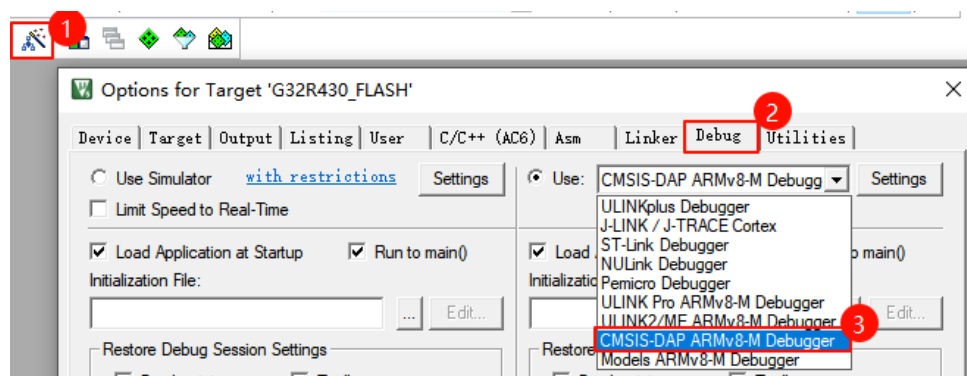 1
Options for Target 'G32R430_FLASH'
2
Device Target Output Listing User C/C++ (AC6) Asm Linker Debug Utilities
Use Simulator with restrictions Settings Use: CMSIS-DAP ARMv8-M Debugg Settings
Limit Speed to Real-Time
ULINKplus Debugger
J-LINK / J-TRACE Cortex
ST-Link Debugger
NULink Debugger
Pemicro Debugger
ULINK Pro ARMv8-M Debugger
ULINK2/ME ARMv8-M Debugger
CMSIS-DAP ARMv8-M Debugger
3
Models ARMv8-M Debugger
Load Application at Startup Run to main() Load main()
Initialization File:
... Edit... Edit...
Restore Debug Session Settings Restore